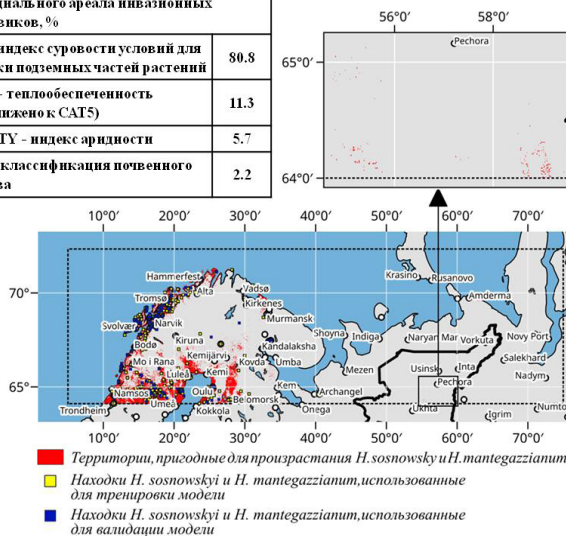 циального ареала инвазионных
виков, %
индекс суровости условий для
ки подземных частей растений
80.8
- теплообеспеченность
лижено к CAT5)
11.3
TY - индекс аридности
5.7
классификация почвенного
ва
2.2
56°0' 58°0'
65°0'
64°0'
Pechora
10°0' 20°0' 30°0' 40°0' 50°0' 60°0' 70°0'
70°
65°
Hammerfest
Alta
Vadsø
Tromsø
Kirkenes
Murmansk
Svolvær
Narvik
Bodø
Kiruna
Kandalaksha
Mo i Rana
Kemijärvi
Kovda
Umba
Luleå
Kemi
Namsos
Oulu
Kem
Belomorsk
Trondheim
Umeå
Kokkola
Onega
Archangel
Mezen
Shoyna
Indiga
Krasino
Rusanovo
Amderma
Naryan Mar
Vorkuta
Novy Port
Salekhard
Usinsk
Inta
Nadym
Pechora
Ukhta
Igrim
Numto
10°0' 20°0' 30°0' 40°0' 50°0' 60°0' 70°0'
Территории, пригодные для произрастания H.sosnowsky и H.mantegazzianum
Находки H. sosnowskyi и H. mantegazzianum,использованные
для тренировки модели
Находки H. sosnowskyi и H. mantegazzianum,использованные
для валидации модели